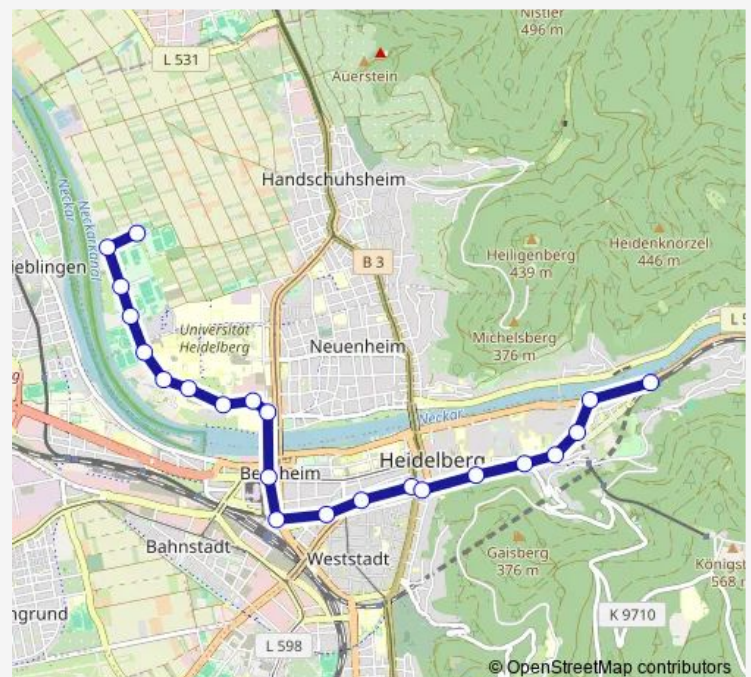 Nistler
496 m
L 531
Auerstein
Handschuhsheim
Neckar
Neckarkanal
Heiligenberg
439 m
Heidenknörzel
446 m
ieblingen
B 3
Universität
Heidelberg
Neuenheim
Michelsberg
376 m
Neckar
Heidelberg
Bergheim
Bahnstadt
Weststadt
Gaisberg
376 m
Königst
568 m
ngrund
K 9710
L 598
© OpenStreetMap contributors